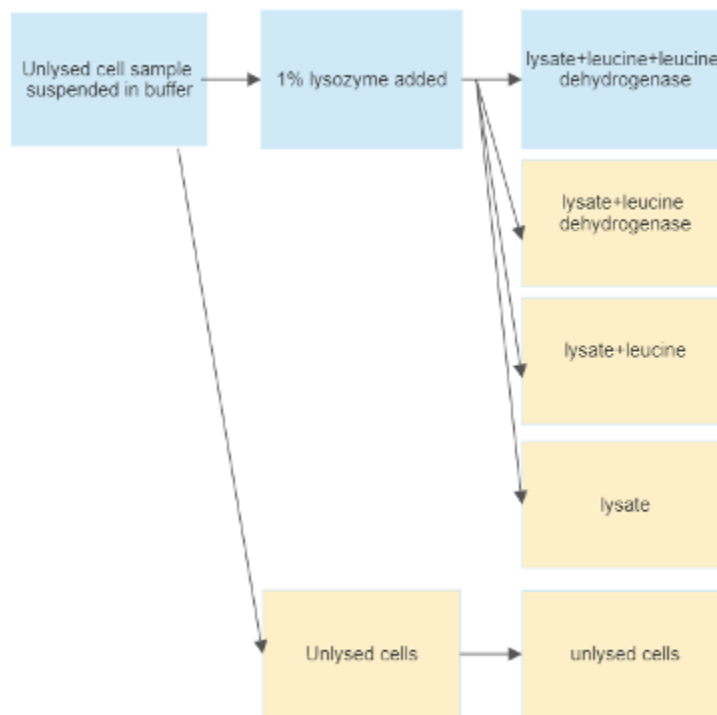 Unlysed cell sample
suspended in buffer
1% lysozyme added
lysate+leucine+leucine
dehydrogenase
lysate+leucine
dehydrogenase
lysate+leucine
lysate
Unlysed cells
unlysed cells